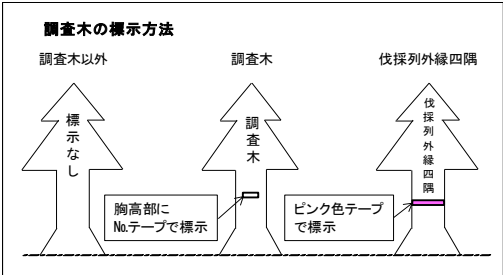 調査木の標示方法
調査木以外
調査木
伐採列外縁四隅
標示なし
調査木
伐採列外縁四隅
胸高部に
№テープで標示
ピンク色テープ
で標示